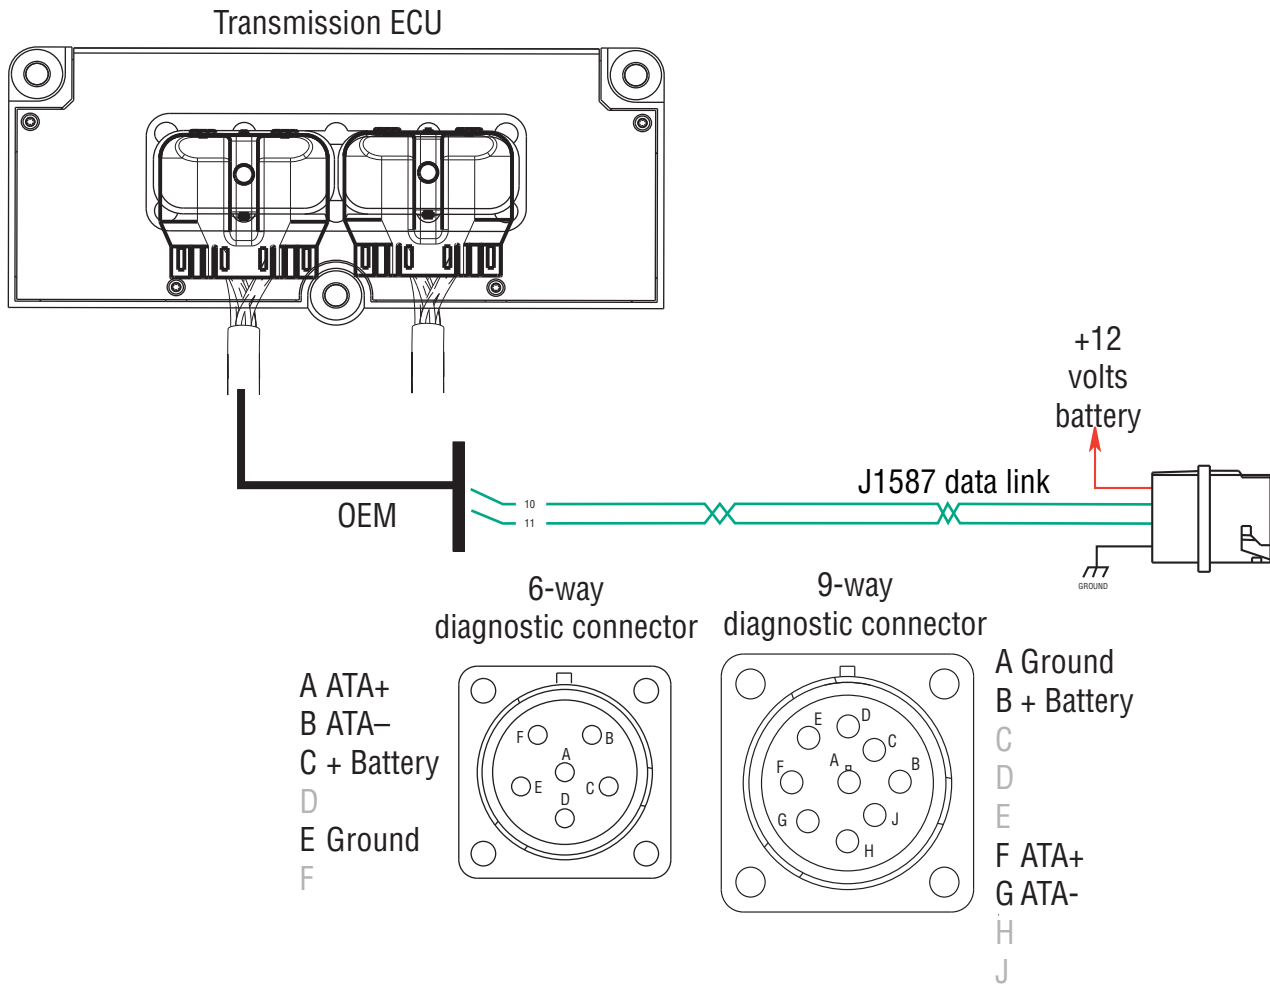 Transmission ECU
+12
volts
battery
J1587 data link
OEM
10
11
GROUND
6-way
diagnostic connector
9-way
diagnostic connector
A ATA+
B ATA–
C + Battery
D
E Ground
F
F
B
A
E
C
D
E
D
C
A
F
B
G
J
H
A Ground
B + Battery
C
D
E
F ATA+
G ATA-
H
J